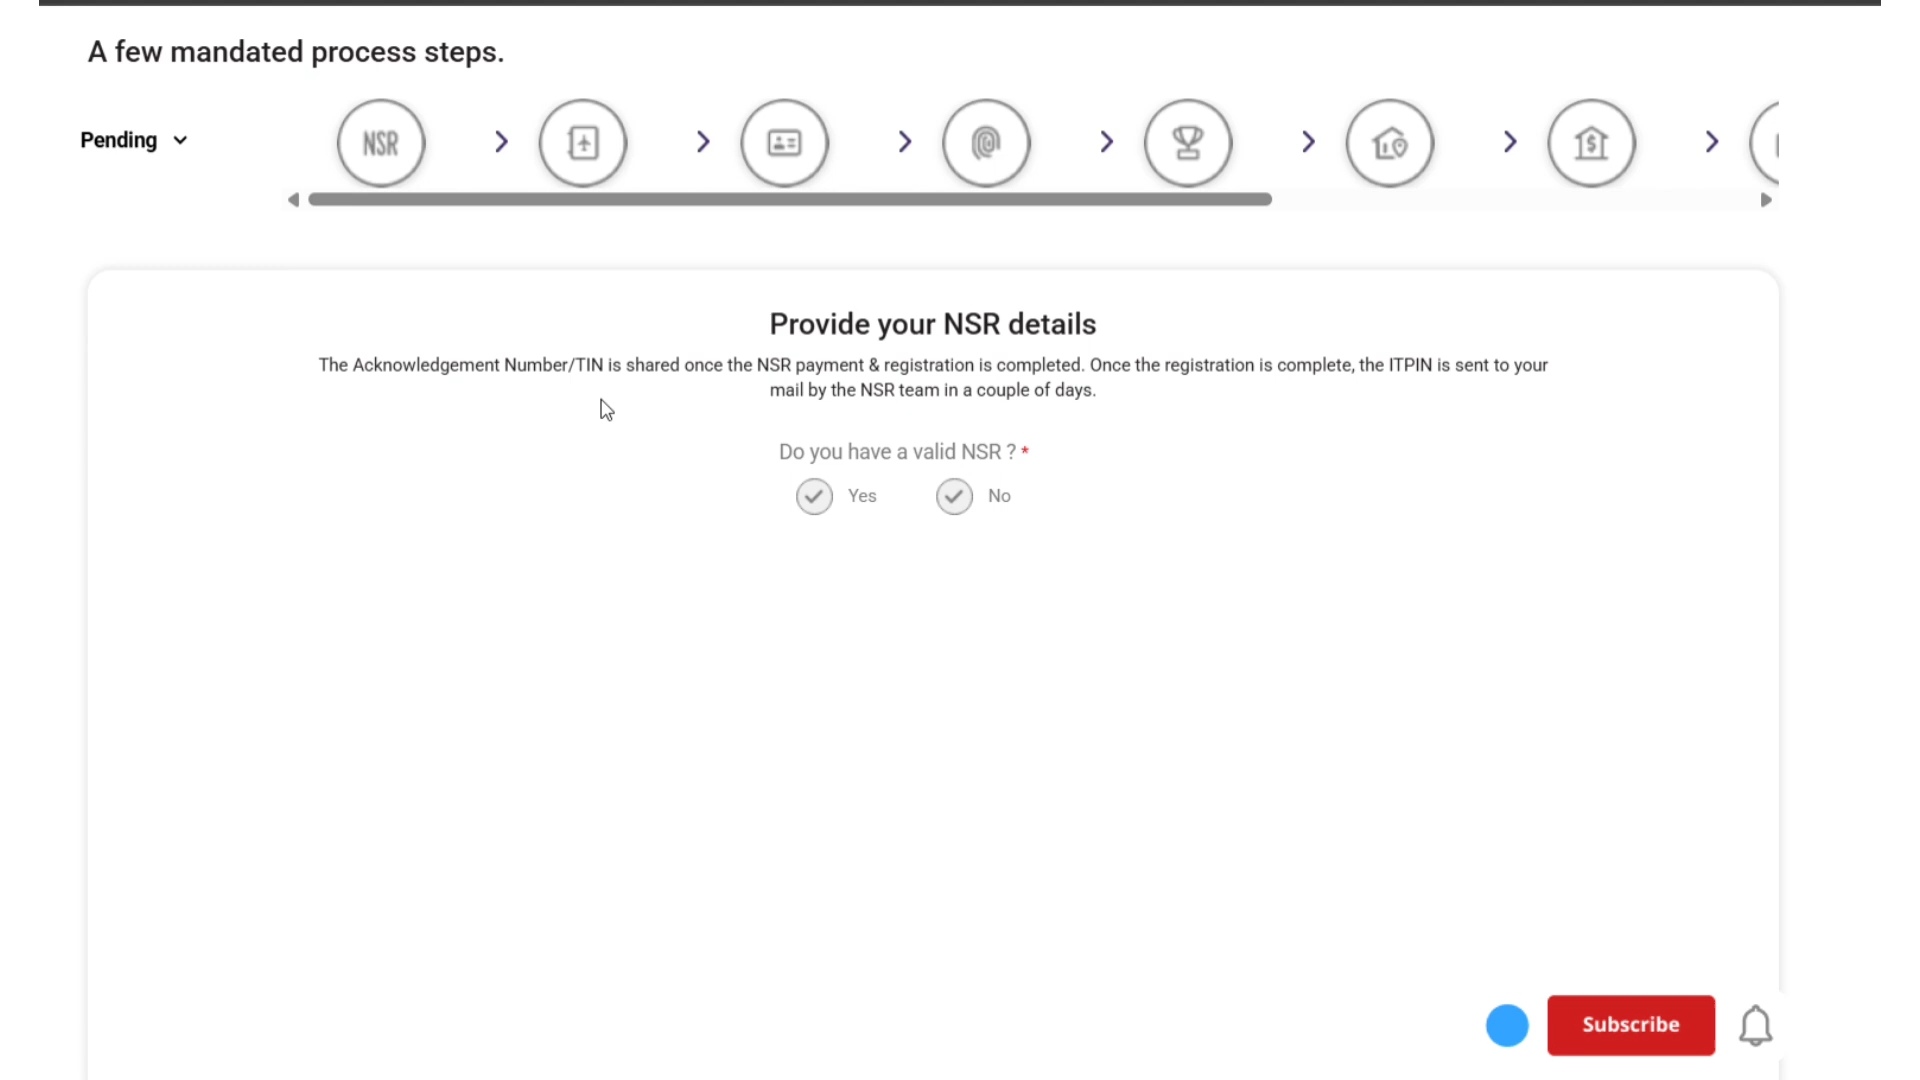 A few mandated process steps.
Pending
NSR
Provide your NSR details
The Acknowledgement Number/TIN is shared once the NSR payment & registration is completed. Once the registration is complete, the ITPIN is sent to your
mail by the NSR team in a couple of days.
Do you have a valid NSR ? *
Yes No
Subscribe